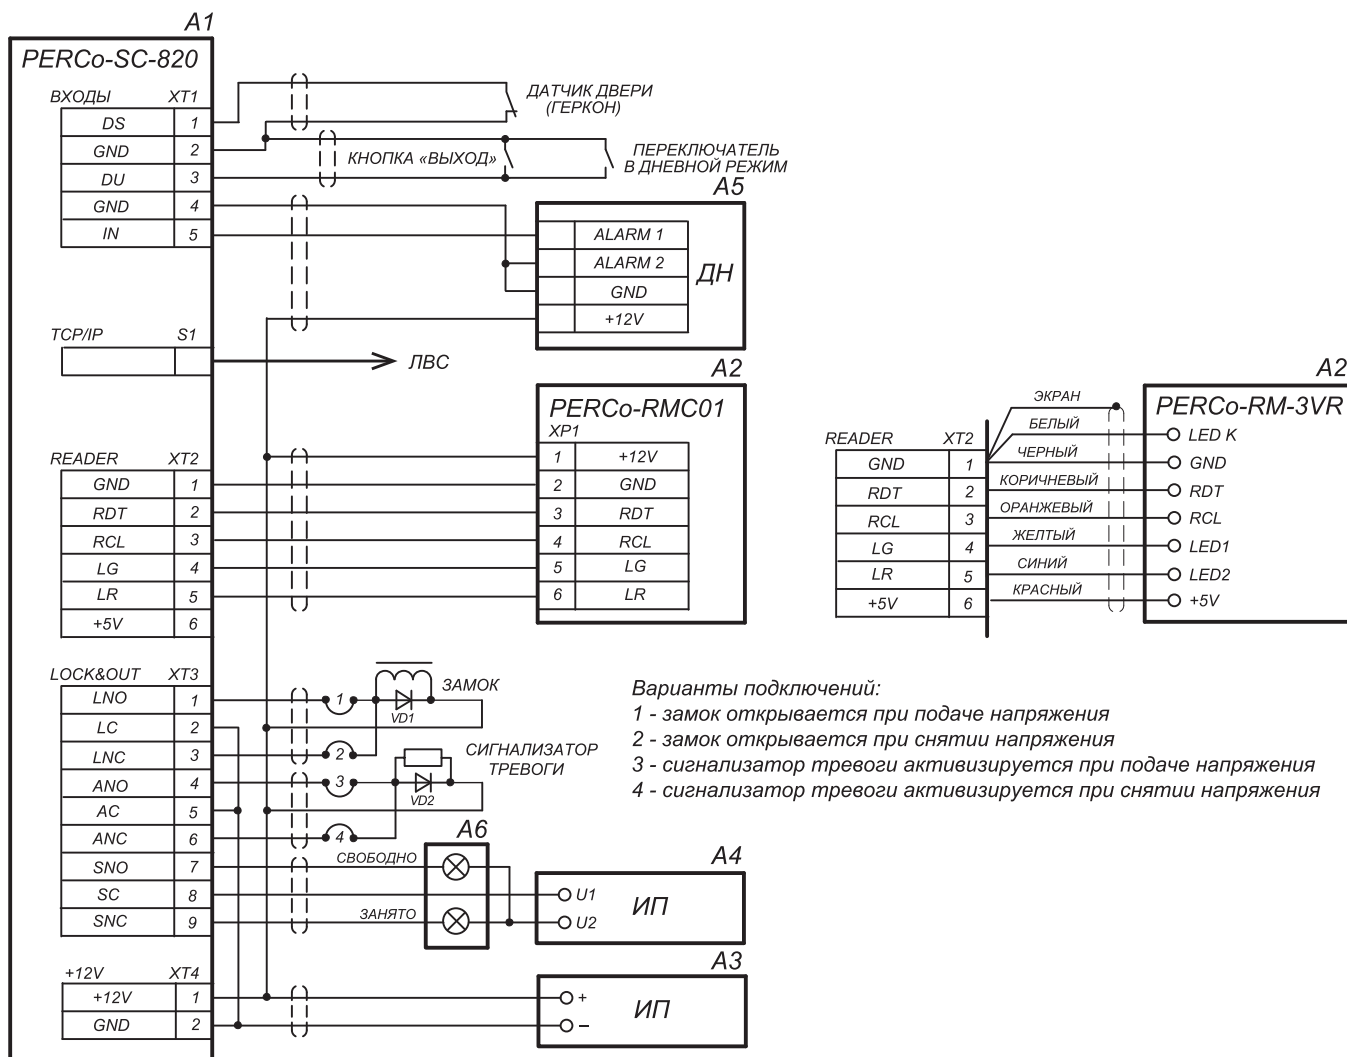 A1
PERCo-SC-820
ВХОДЫ XT1
DS 1
GND 2
DU 3
GND 4
IN 5
ДАТЧИК ДВЕРИ
(ГЕРКОН)
КНОПКА «ВЫХОД»
ПЕРЕКЛЮЧАТЕЛЬ
В ДНЕВНОЙ РЕЖИМ
A5
ALARM 1
ALARM 2
GND
+12V
ДН
TCP/IP S1
ЛВС
A2
PERCo-RMC01
XP1
1 +12V
2 GND
3 RDT
4 RCL
5 LG
6 LR
READER XT2
GND 1
RDT 2
RCL 3
LG 4
LR 5
+5V 6
A2
PERCo-RM-3VR
READER XT2
GND 1
RDT 2
RCL 3
LG 4
LR 5
+5V 6
ЭКРАН
БЕЛЫЙ
ЧЕРНЫЙ
КОРИЧНЕВЫЙ
ОРАНЖЕВЫЙ
ЖЕЛТЫЙ
СИНИЙ
КРАСНЫЙ
LED K
GND
RDT
RCL
LED1
LED2
+5V
LOCK&OUT XT3
LNO 1
LC 2
LNC 3
ANO 4
AC 5
ANC 6
SNO 7
SC 8
SNC 9
1
VD1
ЗАМОК
2
СИГНАЛИЗАТОР
ТРЕВОГИ
3
VD2
4
Варианты подключений:
1 - замок открывается при подаче напряжения
2 - замок открывается при снятии напряжения
3 - сигнализатор тревоги активизируется при подаче напряжения
4 - сигнализатор тревоги активизируется при снятии напряжения
A6
СВОБОДНО
ЗАНЯТО
A4
U1
U2
ИП
+12V XT4
+12V 1
GND 2
A3
+
–
ИП